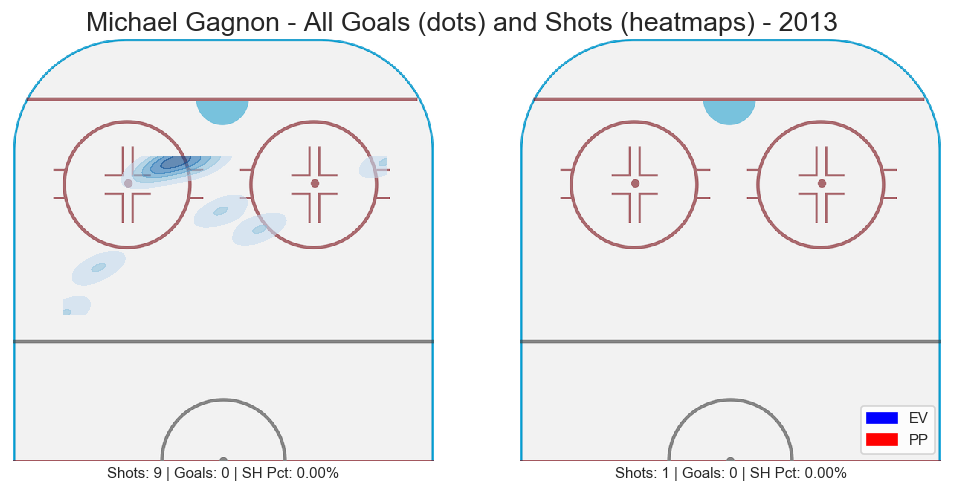 Michael Gagnon - All Goals (dots) and Shots (heatmaps) - 2013
EV
PP
Shots: 9 | Goals: 0 | SH Pct: 0.00%
Shots: 1 | Goals: 0 | SH Pct: 0.00%